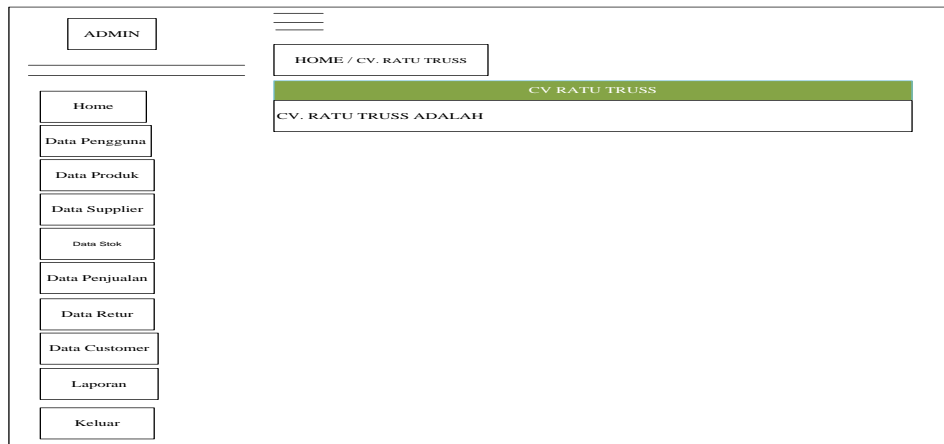 ADMIN
Home
Data Pengguna
Data Produk
Data Supplier
Data Stok
Data Penjualan
Data Retur
Data Customer
Laporan
Keluar
HOME / CV. RATU TRUSS
CV RATU TRUSS
CV. RATU TRUSS ADALAH